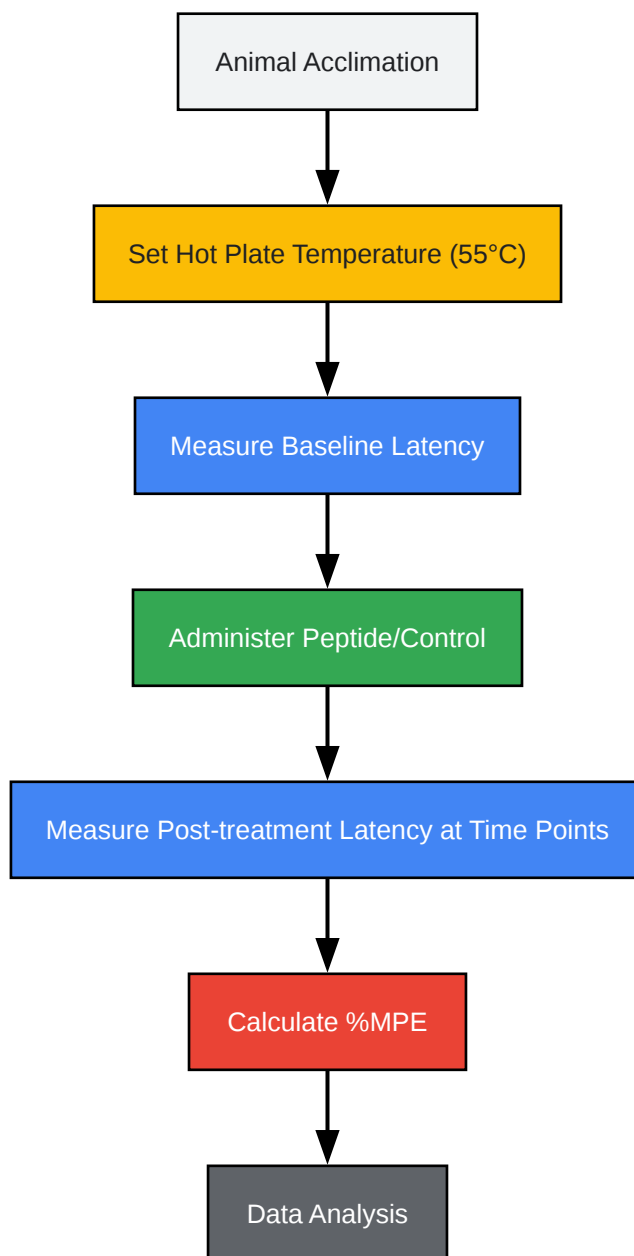 Animal Acclimation
Set Hot Plate Temperature (55°C)
Measure Baseline Latency
Administer Peptide/Control
Measure Post-treatment Latency at Time Points
Calculate %MPE
Data Analysis